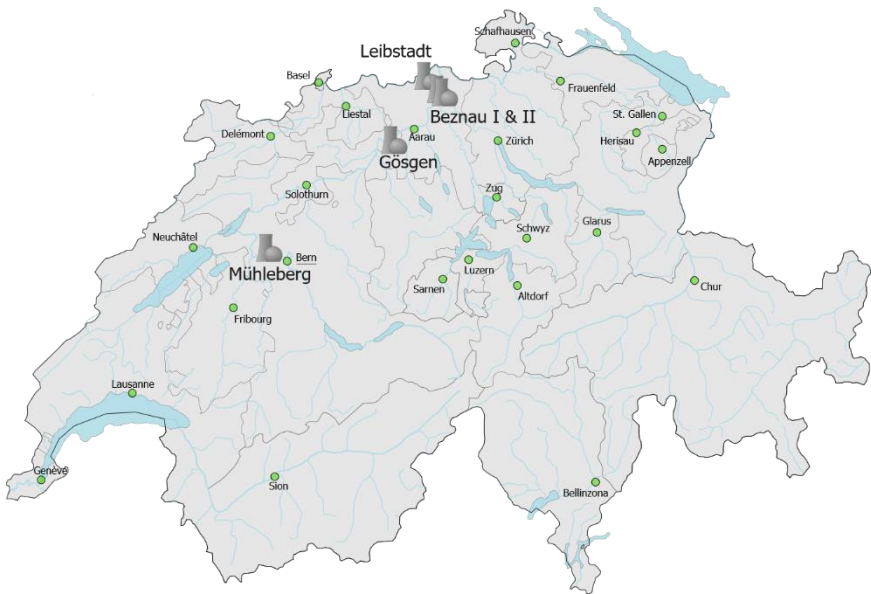 Schafhausen
Leibstadt
Basel
Frauenfeld
Liestal
Beznau I & II
St. Gallen
Delémont
Aarau
Zürich
Herisau
Gösgen
Appenzell
Solothurn
Zug
Neuchâtel
Schwyz
Glarus
Bern
Mühleberg
Luzern
Sarnen
Altdorf
Chur
Fribourg
Lausanne
Genève
Sion
Bellinzona